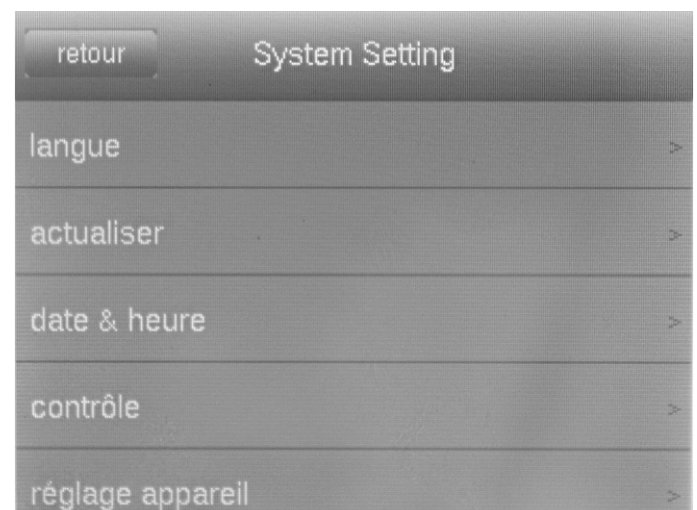 retour
System Setting
langue >
actualiser >
date & heure >
contrôle >
réglage appareil >